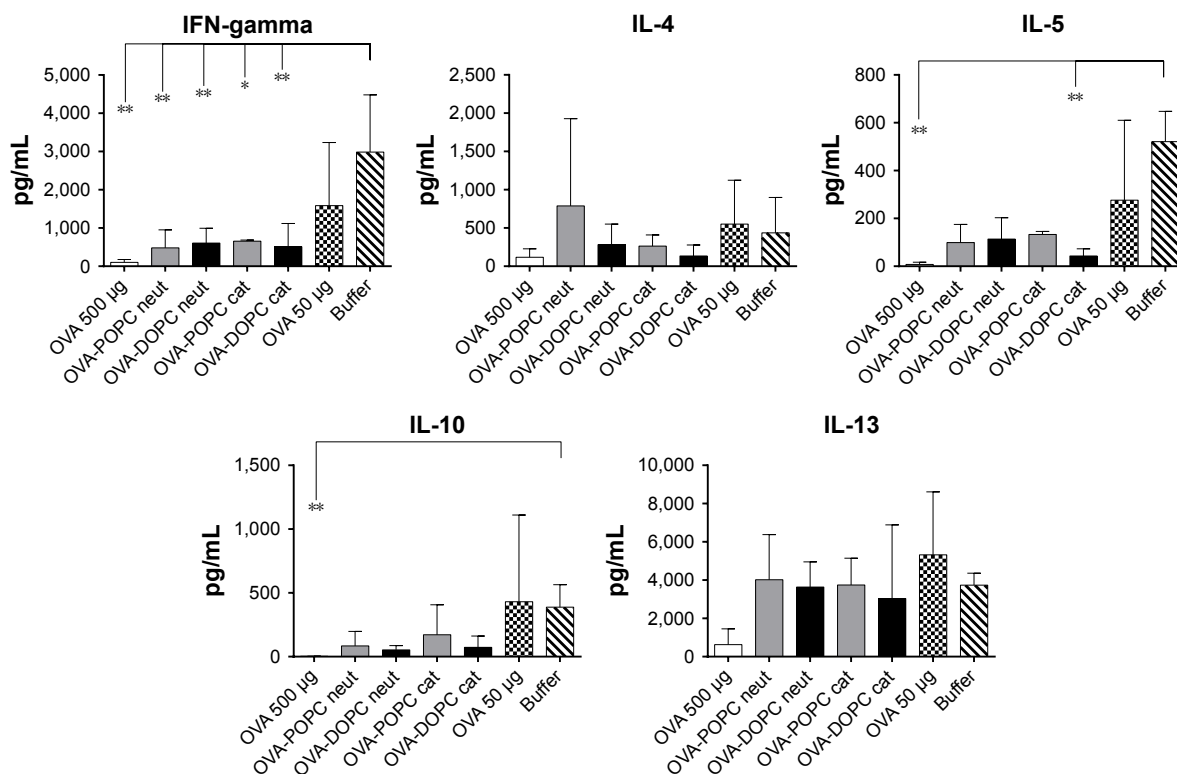 IFN-gamma
pg/mL
5,000
4,000
3,000
2,000
1,000
0
**
**
**
*
**
OVA 500 µg
OVA-POPC neut
OVA-DOPC neut
OVA-POPC cat
OVA-DOPC cat
OVA 50 µg
Buffer
IL-4
pg/mL
2,500
2,000
1,500
1,000
500
0
OVA 500 µg
OVA-POPC neut
OVA-DOPC neut
OVA-POPC cat
OVA-DOPC cat
OVA 50 µg
Buffer
IL-5
pg/mL
800
600
400
200
0
**
**
OVA 500 µg
OVA-POPC neut
OVA-DOPC neut
OVA-POPC cat
OVA-DOPC cat
OVA 50 µg
Buffer
IL-10
pg/mL
1,500
1,000
500
0
**
OVA 500 µg
OVA-POPC neut
OVA-DOPC neut
OVA-POPC cat
OVA-DOPC cat
OVA 50 µg
Buffer
IL-13
pg/mL
10,000
8,000
6,000
4,000
2,000
0
OVA 500 µg
OVA-POPC neut
OVA-DOPC neut
OVA-POPC cat
OVA-DOPC cat
OVA 50 µg
Buffer